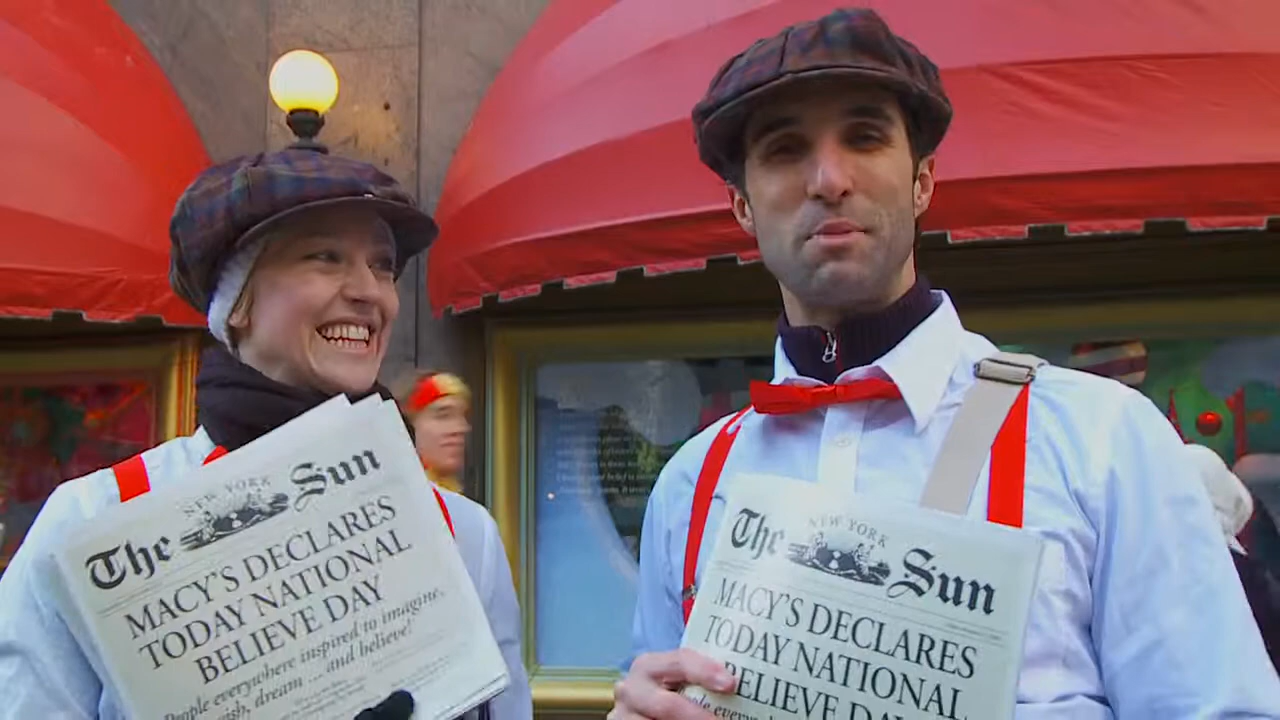 The NEW YORK Sun
MACY'S DECLARES
TODAY NATIONAL
BELIEVE DAY
People everywhere inspired to imagine,
wish, dream ... and believe!
The NEW YORK Sun
MACY'S DECLARES
TODAY NATIONAL
BELIEVE DAY